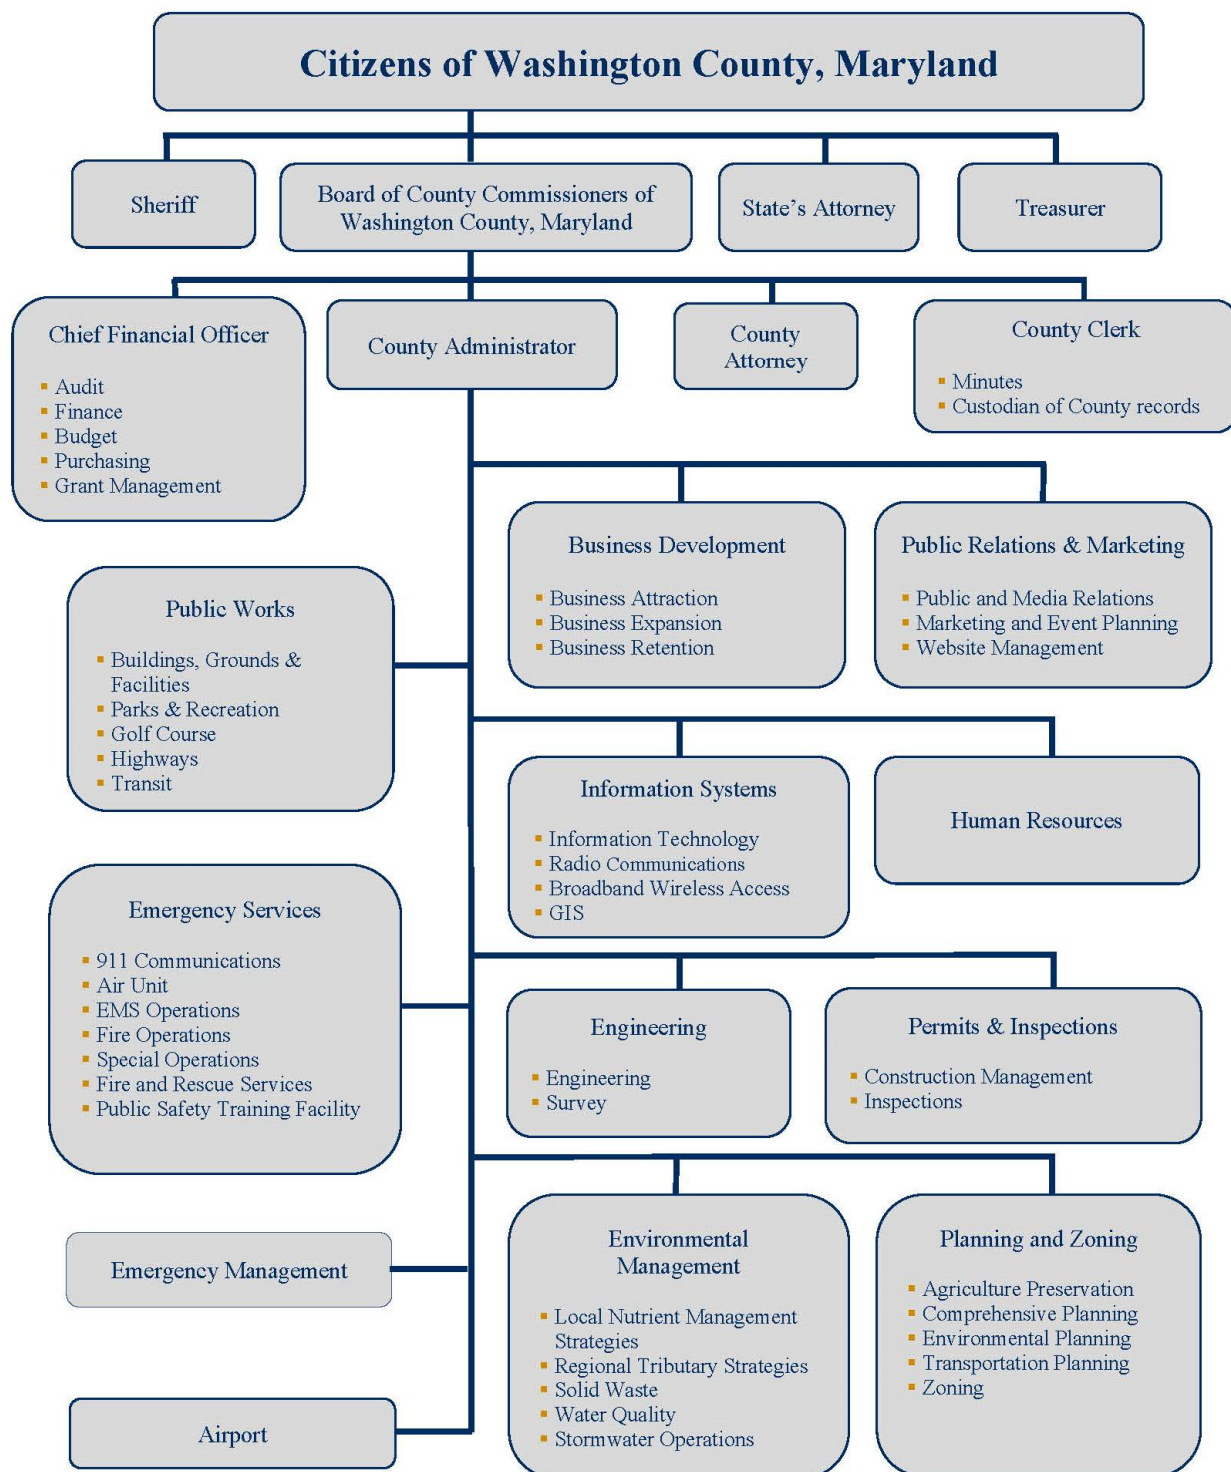 Citizens of Washington County, Maryland
Sheriff
Board of County Commissioners of
Washington County, Maryland
State’s Attorney
Treasurer
Chief Financial Officer
Audit
Finance
Budget
Purchasing
Grant Management
County Administrator
County
Attorney
County Clerk
Minutes
Custodian of County records
Business Development
Business Attraction
Business Expansion
Business Retention
Public Relations & Marketing
Public and Media Relations
Marketing and Event Planning
Website Management
Public Works
Buildings, Grounds &
Facilities
Parks & Recreation
Golf Course
Highways
Transit
Information Systems
Information Technology
Radio Communications
Broadband Wireless Access
GIS
Human Resources
Emergency Services
911 Communications
Air Unit
EMS Operations
Fire Operations
Special Operations
Fire and Rescue Services
Public Safety Training Facility
Engineering
Engineering
Survey
Permits & Inspections
Construction Management
Inspections
Emergency Management
Environmental
Management
Local Nutrient Management
Strategies
Regional Tributary Strategies
Solid Waste
Water Quality
Stormwater Operations
Planning and Zoning
Agriculture Preservation
Comprehensive Planning
Environmental Planning
Transportation Planning
Zoning
Airport